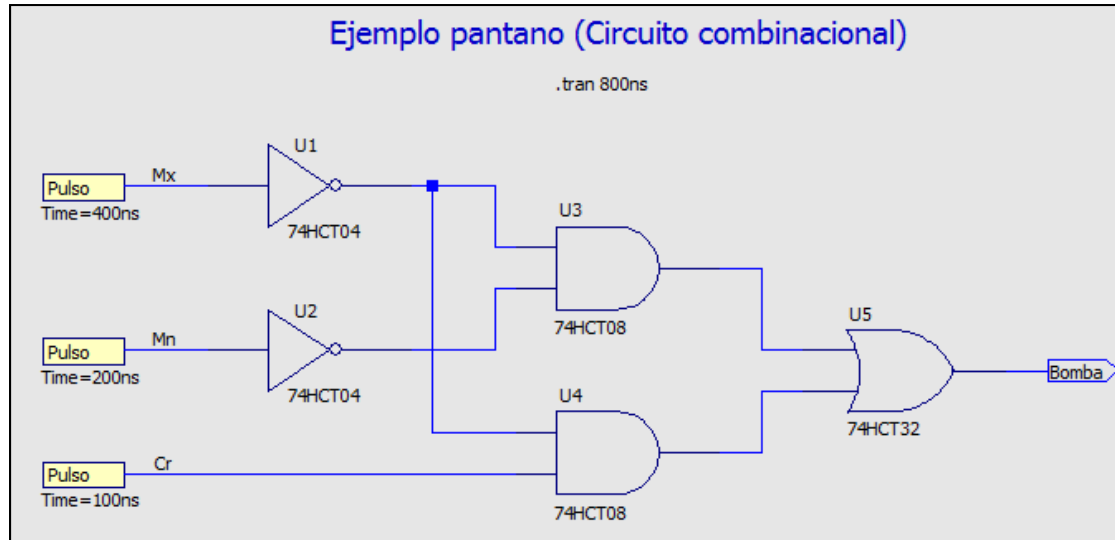 Ejemplo pantano (Circuito combinacional)
.tran 800ns
U1
Mx
Pulso
Time=400ns
74HCT04
U3
74HCT08
U2
Mn
Pulso
Time=200ns
74HCT04
U5
Bomba
74HCT32
U4
Cr
Pulso
Time=100ns
74HCT08